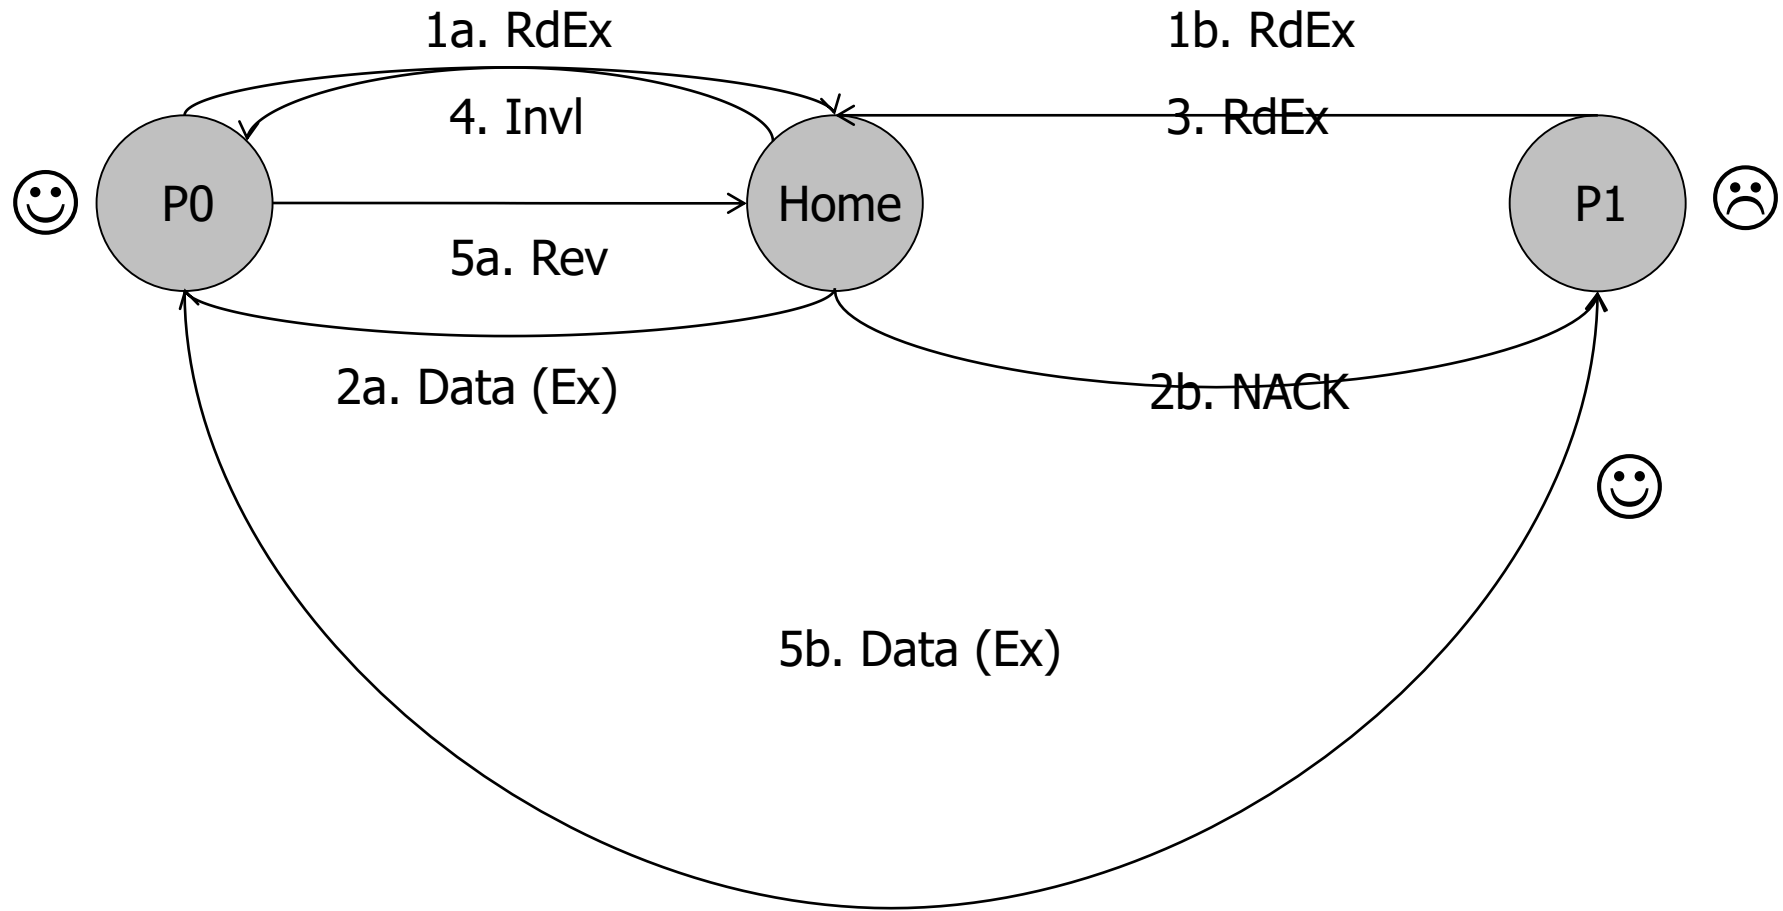 1a. RdEx
1b. RdEx
4. Invl
3. RdEx
P0
Home
P1
5a. Rev
2a. Data (Ex)
2b. NACK
5b. Data (Ex)